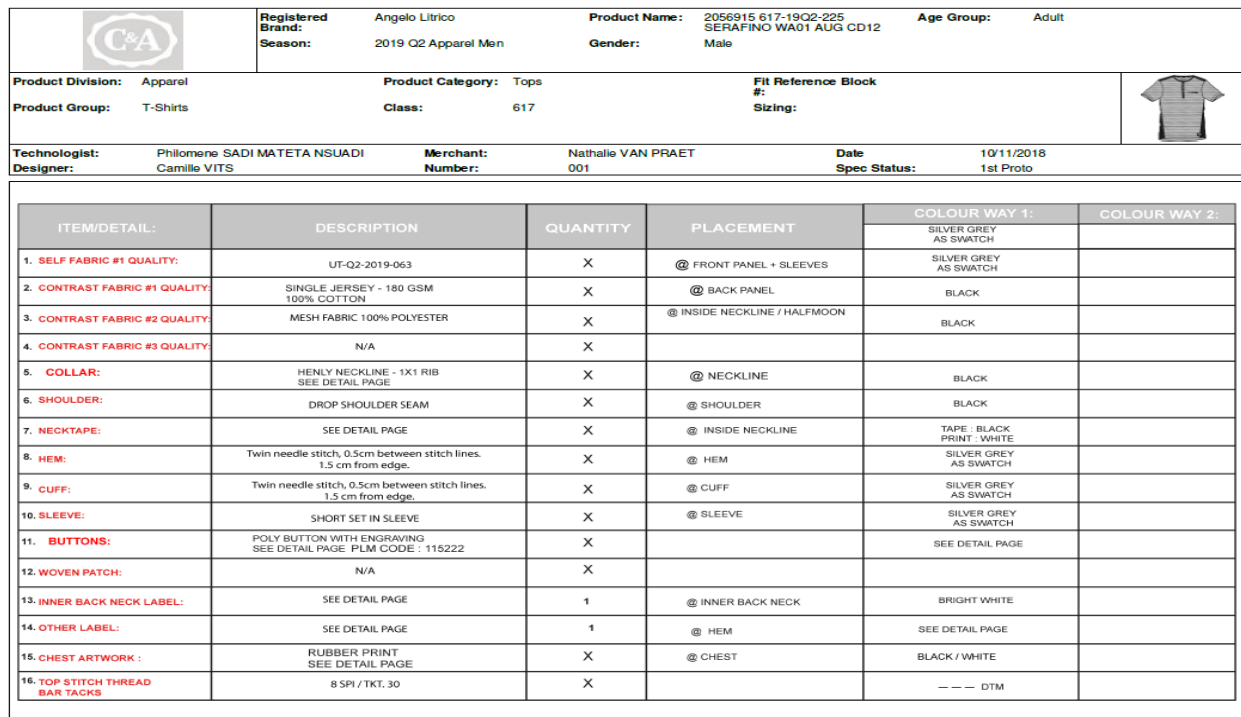 C&A
Registered Brand: Angelo Litrico Product Name: 2056915 617-19Q2-225 SERAFINO WA01 AUG CD12 Age Group: Adult
Season: 2019 Q2 Apparel Men Gender: Male
Product Division: Apparel Product Category: Tops Fit Reference Block #:
Product Group: T-Shirts Class: 617 Sizing:
Technologist: Philomene SADI MATETA NSUADI Merchant: Nathalie VAN PRAET Date 10/11/2018
Designer: Camille VITS Number: 001 Spec Status: 1st Proto
ITEM/DETAIL: DESCRIPTION QUANTITY PLACEMENT COLOUR WAY 1: COLOUR WAY 2:
SILVER GREY
AS SWATCH
1. SELF FABRIC #1 QUALITY: UT-Q2-2019-063 X @ FRONT PANEL + SLEEVES SILVER GREY
AS SWATCH
2. CONTRAST FABRIC #1 QUALITY: SINGLE JERSEY - 180 GSM
100% COTTON X @ BACK PANEL BLACK
3. CONTRAST FABRIC #2 QUALITY: MESH FABRIC 100% POLYESTER X @ INSIDE NECKLINE / HALFMOON BLACK
4. CONTRAST FABRIC #3 QUALITY: N/A X
5. COLLAR: HENLY NECKLINE - 1X1 RIB
SEE DETAIL PAGE X @ NECKLINE BLACK
6. SHOULDER: DROP SHOULDER SEAM X @ SHOULDER BLACK
7. NECKTAPE: SEE DETAIL PAGE X @ INSIDE NECKLINE TAPE : BLACK
PRINT : WHITE
8. HEM: Twin needle stitch, 0.5cm between stitch lines.
1.5 cm from edge. X @ HEM SILVER GREY
AS SWATCH
9. CUFF: Twin needle stitch, 0.5cm between stitch lines.
1.5 cm from edge. X @ CUFF SILVER GREY
AS SWATCH
10. SLEEVE: SHORT SET IN SLEEVE X @ SLEEVE SILVER GREY
AS SWATCH
11. BUTTONS: POLY BUTTON WITH ENGRAVING
SEE DETAIL PAGE PLM CODE : 115222 X SEE DETAIL PAGE
12. WOVEN PATCH: N/A X
13. INNER BACK NECK LABEL: SEE DETAIL PAGE 1 @ INNER BACK NECK BRIGHT WHITE
14. OTHER LABEL: SEE DETAIL PAGE 1 @ HEM SEE DETAIL PAGE
15. CHEST ARTWORK : RUBBER PRINT
SEE DETAIL PAGE X @ CHEST BLACK / WHITE
16. TOP STITCH THREAD
BAR TACKS 8 SPI / TKT. 30 X — — — DTM